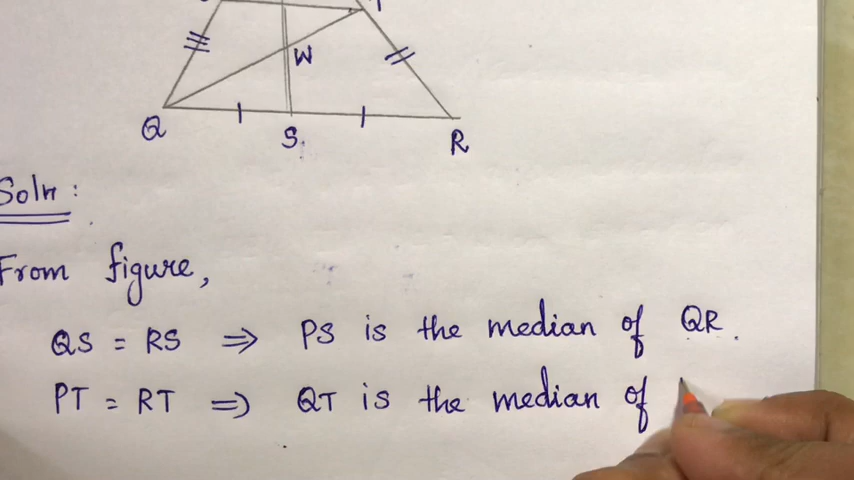 W
Q
S
R
Soln :
From figure,
QS = RS ⇒ PS is the median of QR.
PT = RT ⇒ QT is the median of